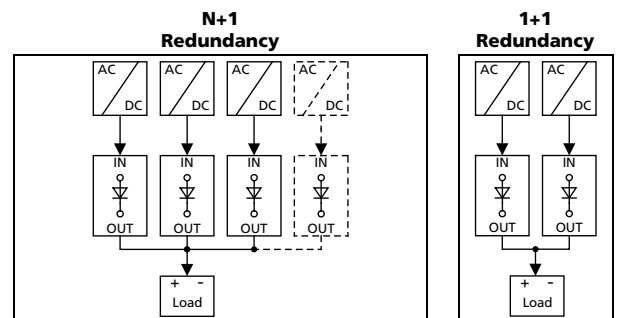 N+1
Redundancy
1+1
Redundancy
AC AC AC AC
DC DC DC DC
AC AC
DC DC
IN IN IN IN
OUT OUT OUT OUT
IN IN
OUT OUT
+ -
Load
+ -
Load